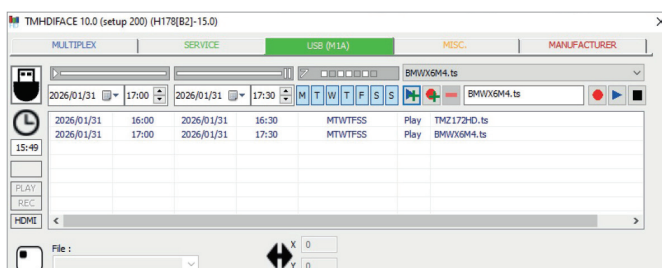 TMHDIFACE 10.0 (setup 200) (H178[B2]-15.0)
MULTIPLEX SERVICE USB (M1A) MISC. MANUFACTURER
BMWX6M4.ts
2026/01/31 17:00 2026/01/31 17:30 M T W T F S S BMWX6M4.ts
2026/01/31 16:00 2026/01/31 16:30 MTWTFSS Play TMZ172HD.ts
2026/01/31 17:00 2026/01/31 17:30 MTWTFSS Play BMWX6M4.ts
15:49
PLAY
REC
HDMI
File :
X 0
Y 0